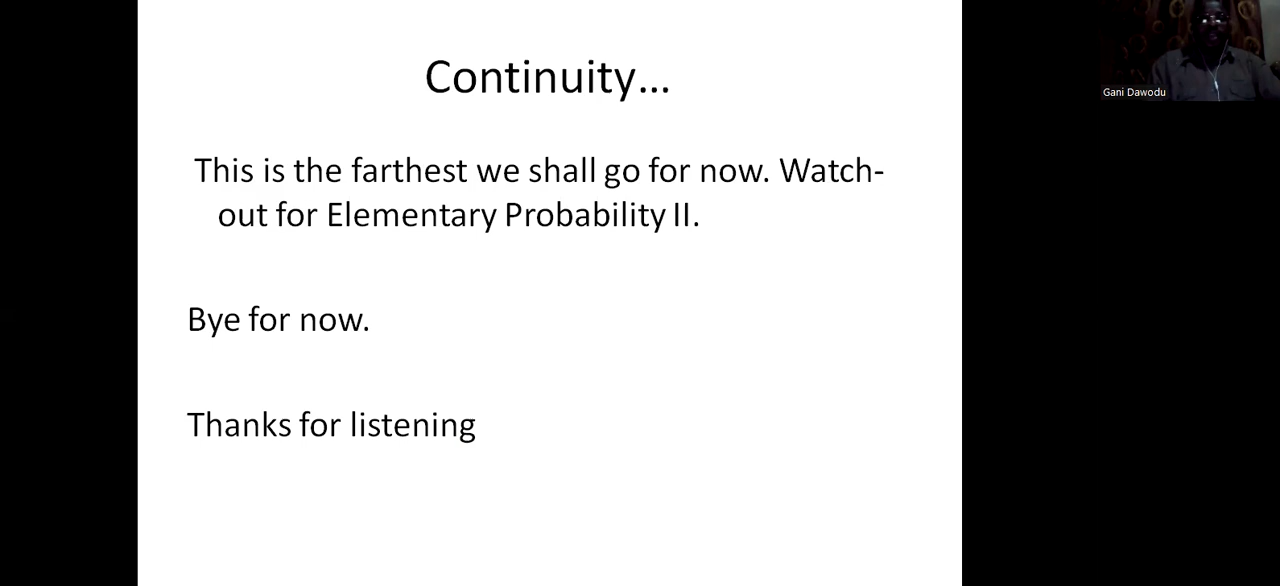 Continuity...
This is the farthest we shall go for now. Watch-
out for Elementary Probability II.
Bye for now.
Thanks for listening
Gani Dawodu